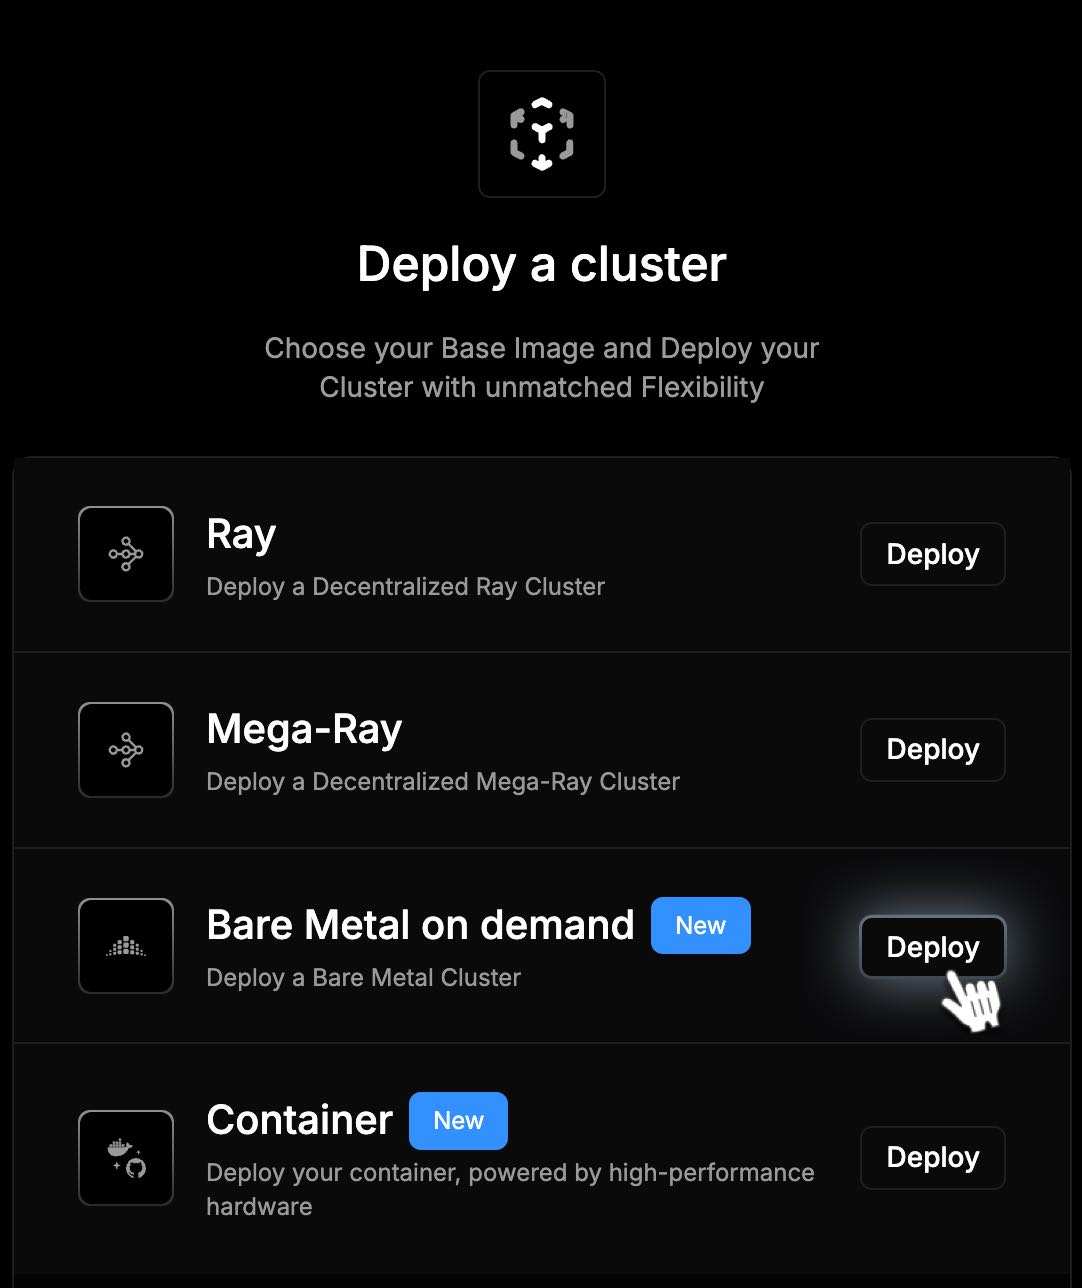 Deploy a cluster
Choose your Base Image and Deploy your
Cluster with unmatched Flexibility
Ray
Deploy a Decentralized Ray Cluster
Deploy
Mega-Ray
Deploy a Decentralized Mega-Ray Cluster
Deploy
Bare Metal on demand
New
Deploy a Bare Metal Cluster
Deploy
Container
New
Deploy your container, powered by high-performance
hardware
Deploy